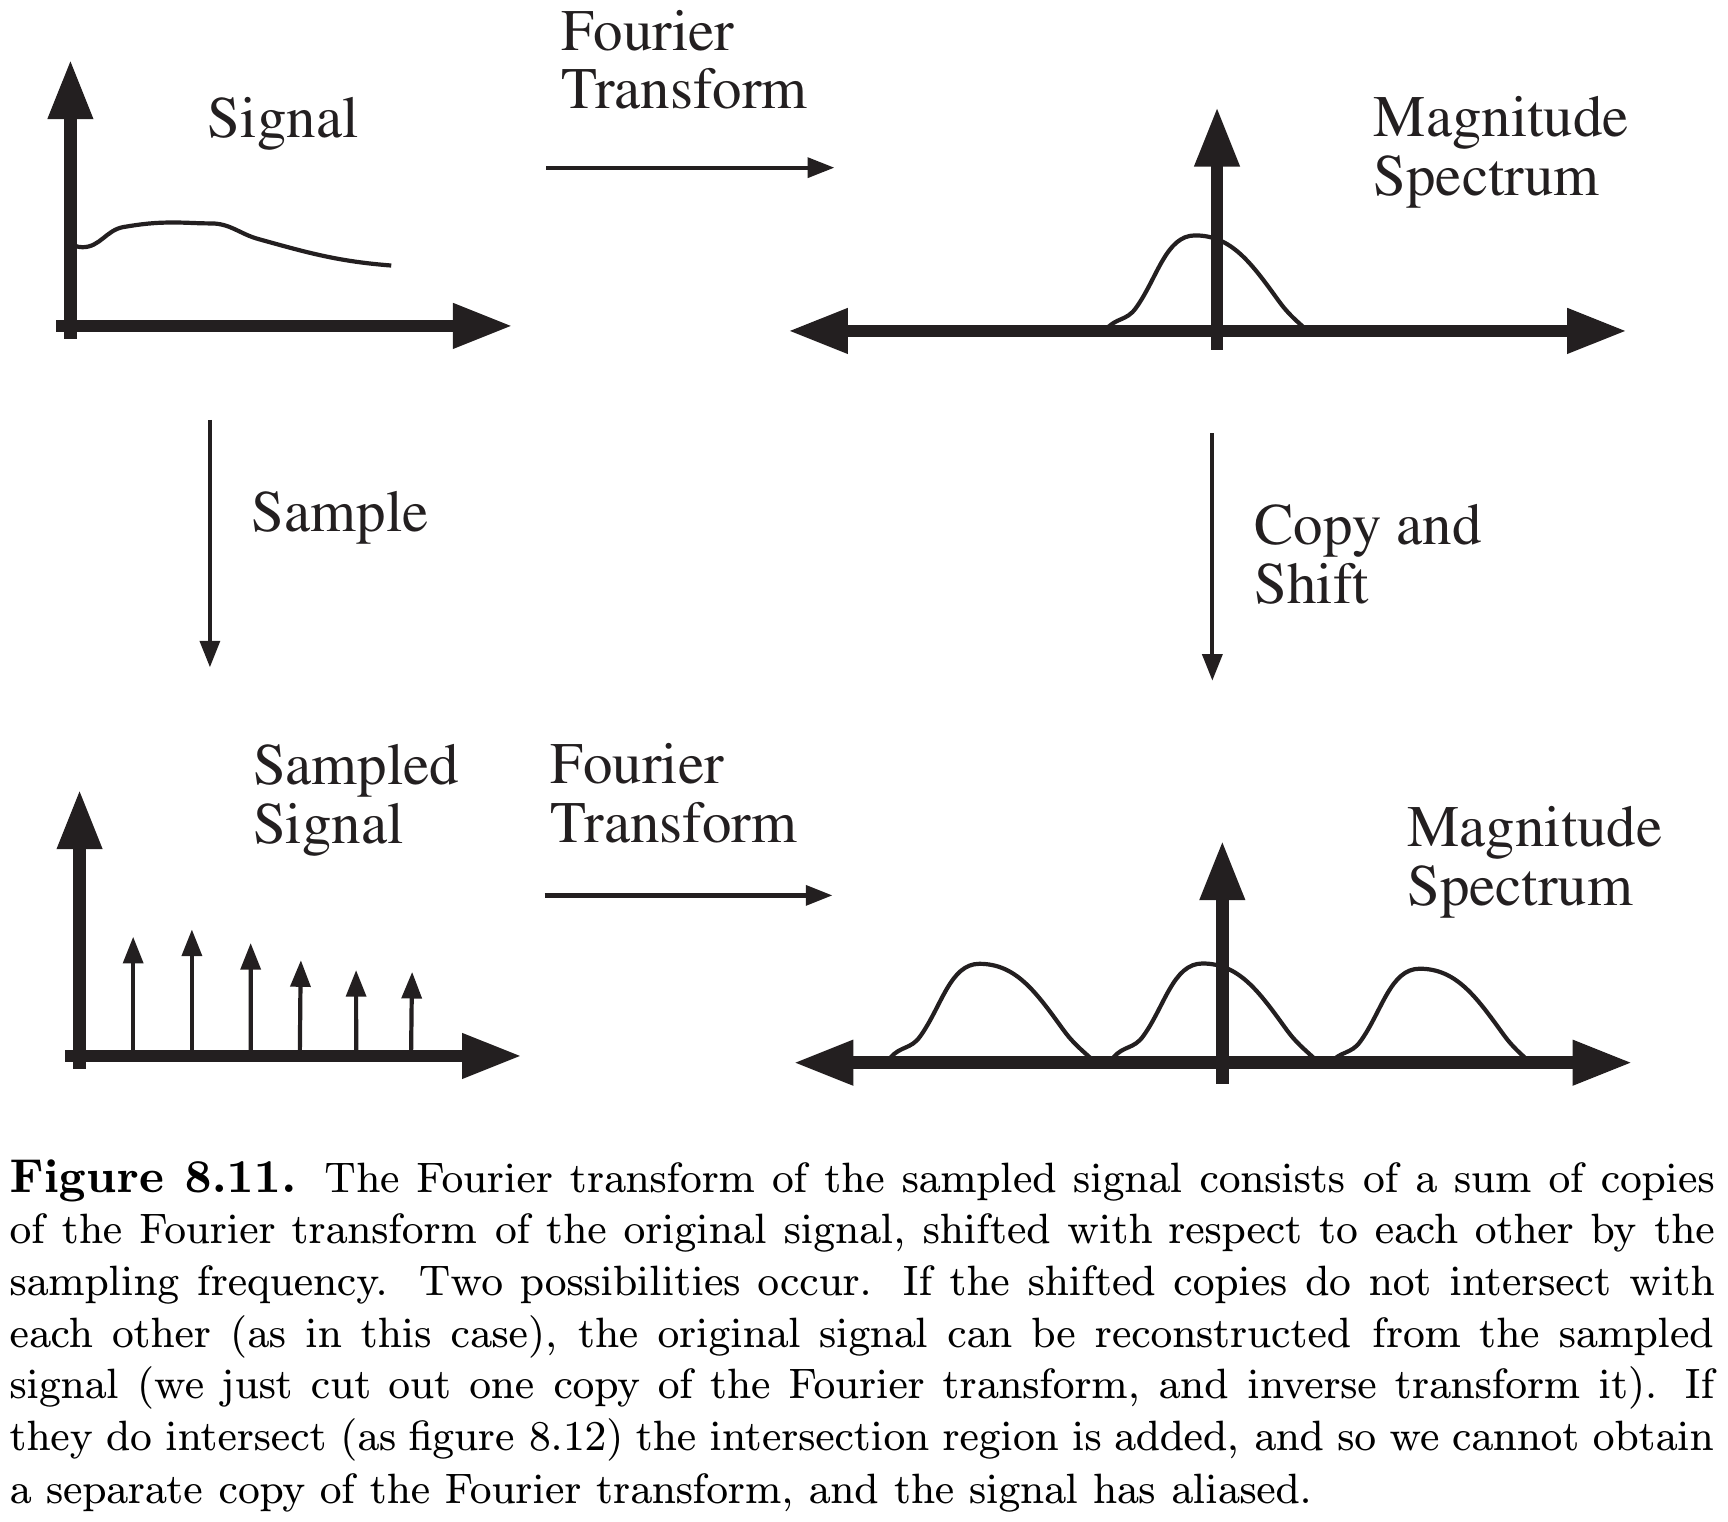 Fourier
Transform
Signal
Magnitude
Spectrum
Sample
Copy and
Shift
Sampled
Signal
Fourier
Transform
Magnitude
Spectrum
Figure 8.11. The Fourier transform of the sampled signal consists of a sum of copies
of the Fourier transform of the original signal, shifted with respect to each other by the
sampling frequency. Two possibilities occur. If the shifted copies do not intersect with
each other (as in this case), the original signal can be reconstructed from the sampled
signal (we just cut out one copy of the Fourier transform, and inverse transform it). If
they do intersect (as figure 8.12) the intersection region is added, and so we cannot obtain
a separate copy of the Fourier transform, and the signal has aliased.